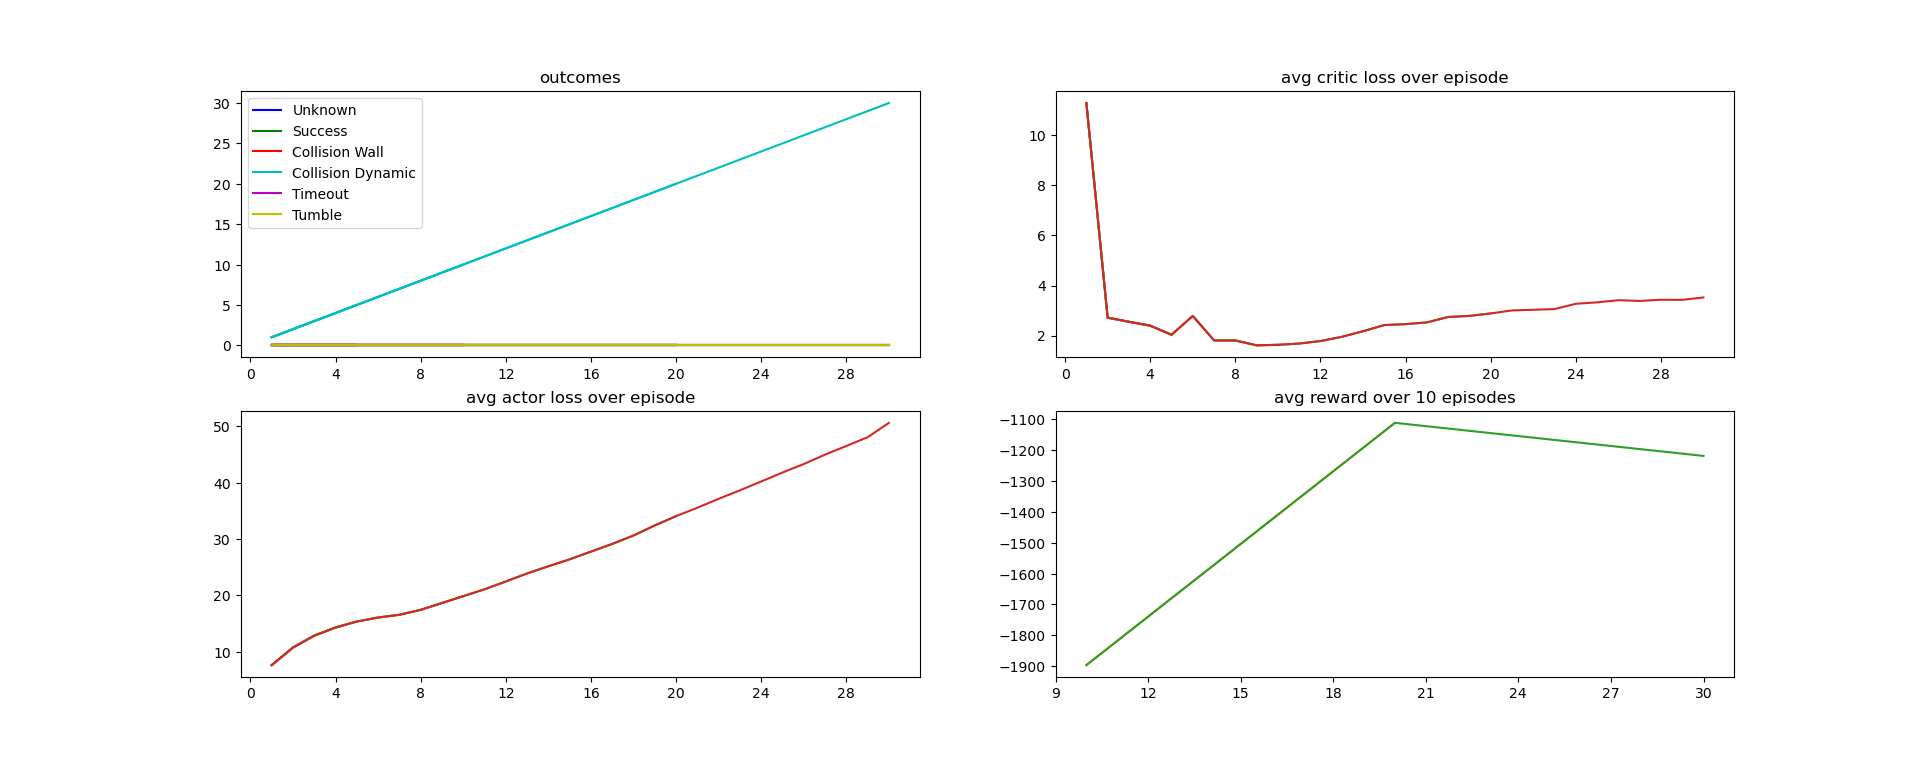 outcomes
30
25
20
15
10
5
0
Unknown
Success
Collision Wall
Collision Dynamic
Timeout
Tumble
0 4 8 12 16 20 24 28
avg critic loss over episode
10
8
6
4
2
0 4 8 12 16 20 24 28
avg actor loss over episode
50
40
30
20
10
0 4 8 12 16 20 24 28
avg reward over 10 episodes
−1100
−1200
−1300
−1400
−1500
−1600
−1700
−1800
−1900
9 12 15 18 21 24 27 30